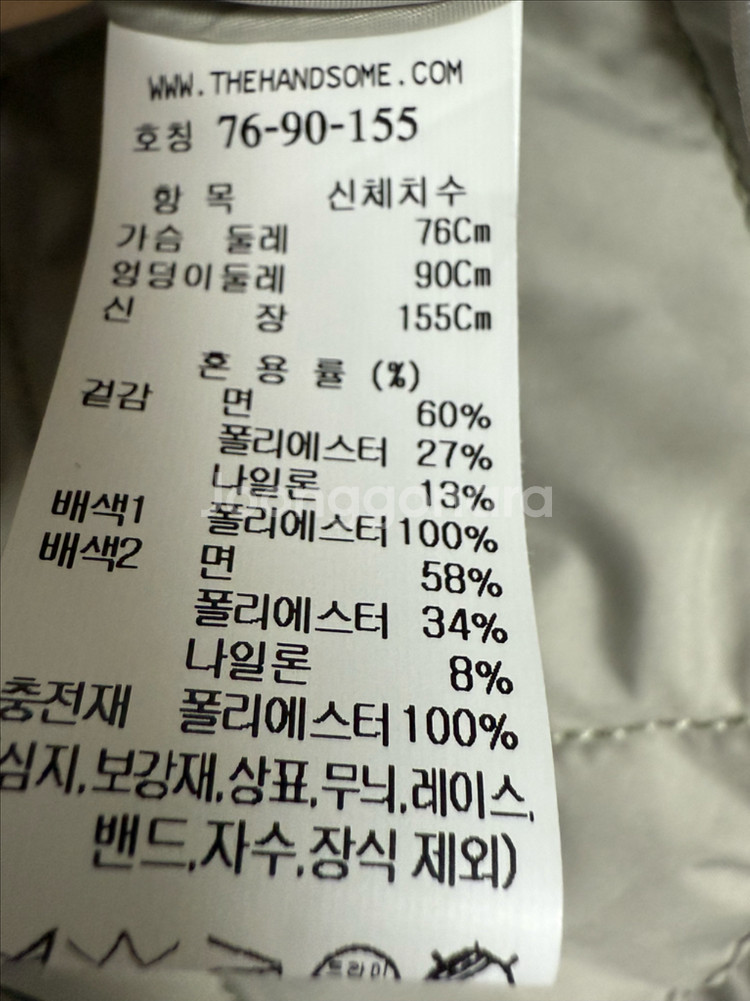 WWW.THEHANDSOME.COM
호칭 76-90-155
항 목 신체치수
가슴 둘레 76Cm
엉덩이둘레 90Cm
신 장 155Cm
혼 용 률 (%)
겉감 면 60%
폴리에스터 27%
나일론 13%
배색1 폴리에스터 100%
배색2 면 58%
폴리에스터 34%
나일론 8%
충전재 폴리에스터 100%
심지,보강재,상표,무늬,레이스,
밴드,자수,장식 제외)
드라이
Joonggonara